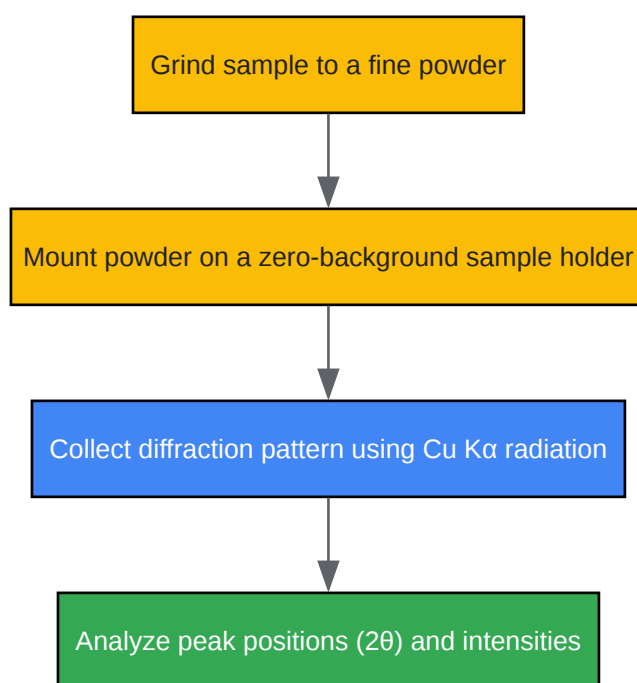 Grind sample to a fine powder
Mount powder on a zero-background sample holder
Collect diffraction pattern using Cu Kα radiation
Analyze peak positions (2θ) and intensities